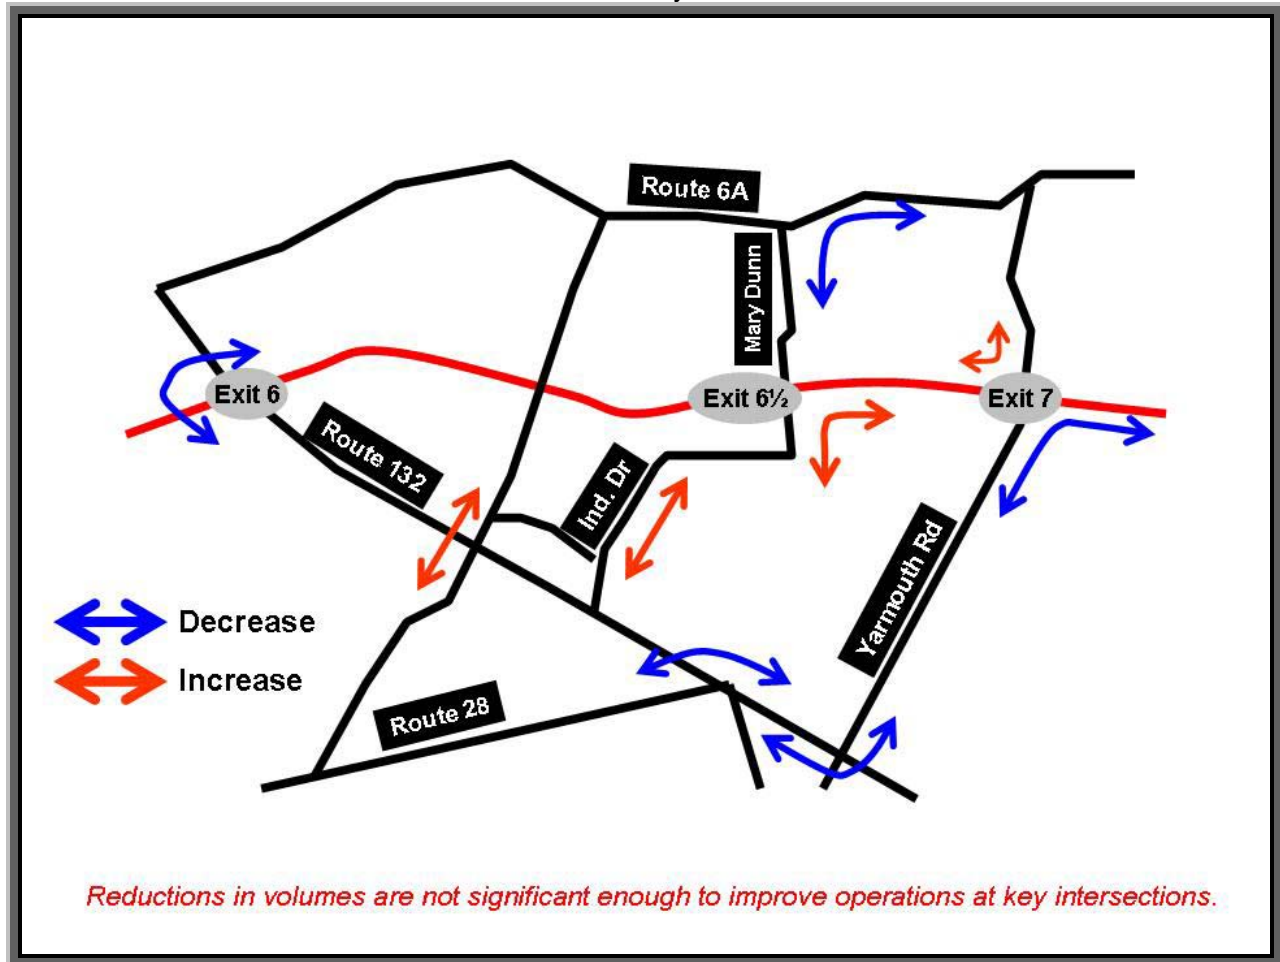 Route 6A
Mary Dunn
Exit 6
Exit 6½
Exit 7
Route 132
Ind. Dr
Yarmouth Rd
Decrease
Increase
Route 28
Reductions in volumes are not significant enough to improve operations at key intersections.